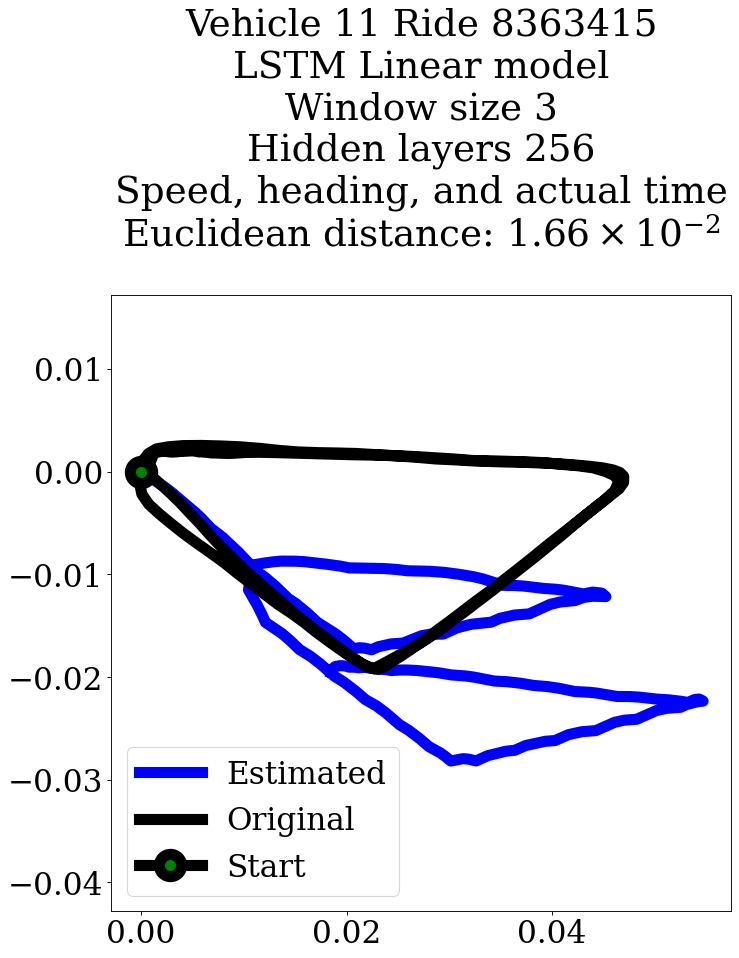 Vehicle 11 Ride 8363415
LSTM Linear model
Window size 3
Hidden layers 256
Speed, heading, and actual time
Euclidean distance: 1.66 × 10⁻²
0.01
0.00
−0.01
−0.02
−0.03
−0.04
Estimated
Original
Start
0.00 0.02 0.04